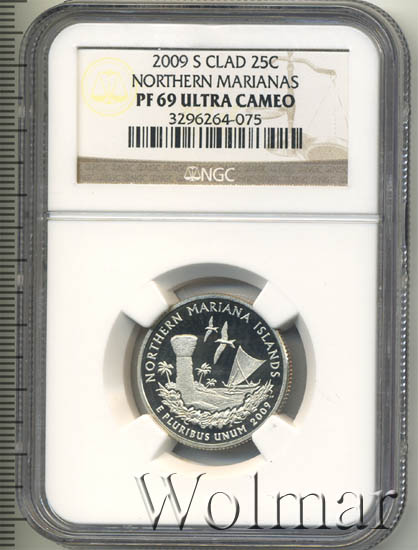 2009 S CLAD 25C
NORTHERN MARIANAS
PF 69 ULTRA CAMEO
3296264-075
NGC
NORTHERN MARIANA ISLANDS
E PLURIBUS UNUM 2009
Wolmar